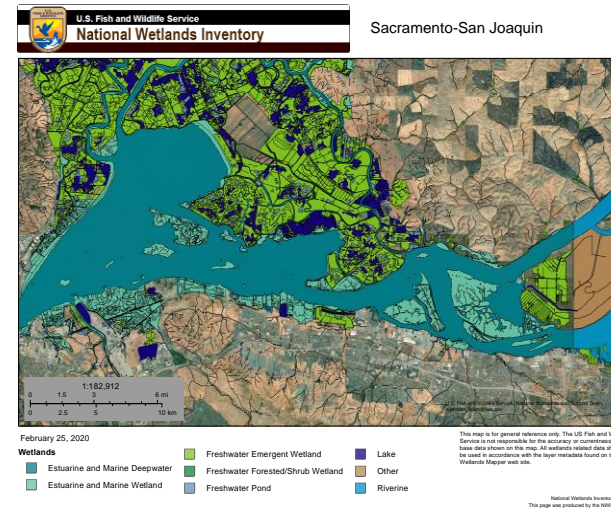 U.S. Fish and Wildlife Service
National Wetlands Inventory
Sacramento-San Joaquin
1:182,912
0 1.5 3 6 mi
0 2.5 5 10 km
February 25, 2020
Wetlands
Estuarine and Marine Deepwater
Estuarine and Marine Wetland
Freshwater Emergent Wetland
Freshwater Forested/Shrub Wetland
Freshwater Pond
Lake
Other
Riverine
This map is for general reference only. The US Fish and
Service is not responsible for the accuracy or currentness
base data shown on this map. All wetlands related data
be used in accordance with the layer metadata found on
Wetlands Mapper web site.
National Wetlands
This page was produced by the